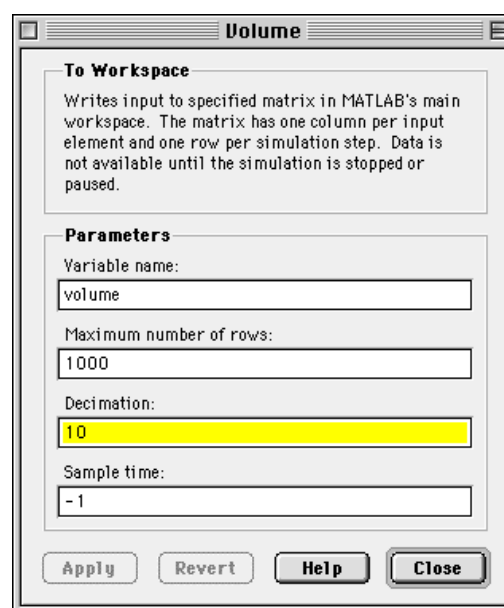 Volume
To Workspace
Writes input to specified matrix in MATLAB's main
workspace. The matrix has one column per input
element and one row per simulation step. Data is
not available until the simulation is stopped or
paused.
Parameters
Variable name:
volume
Maximum number of rows:
1000
Decimation:
10
Sample time:
-1
Apply Revert Help Close